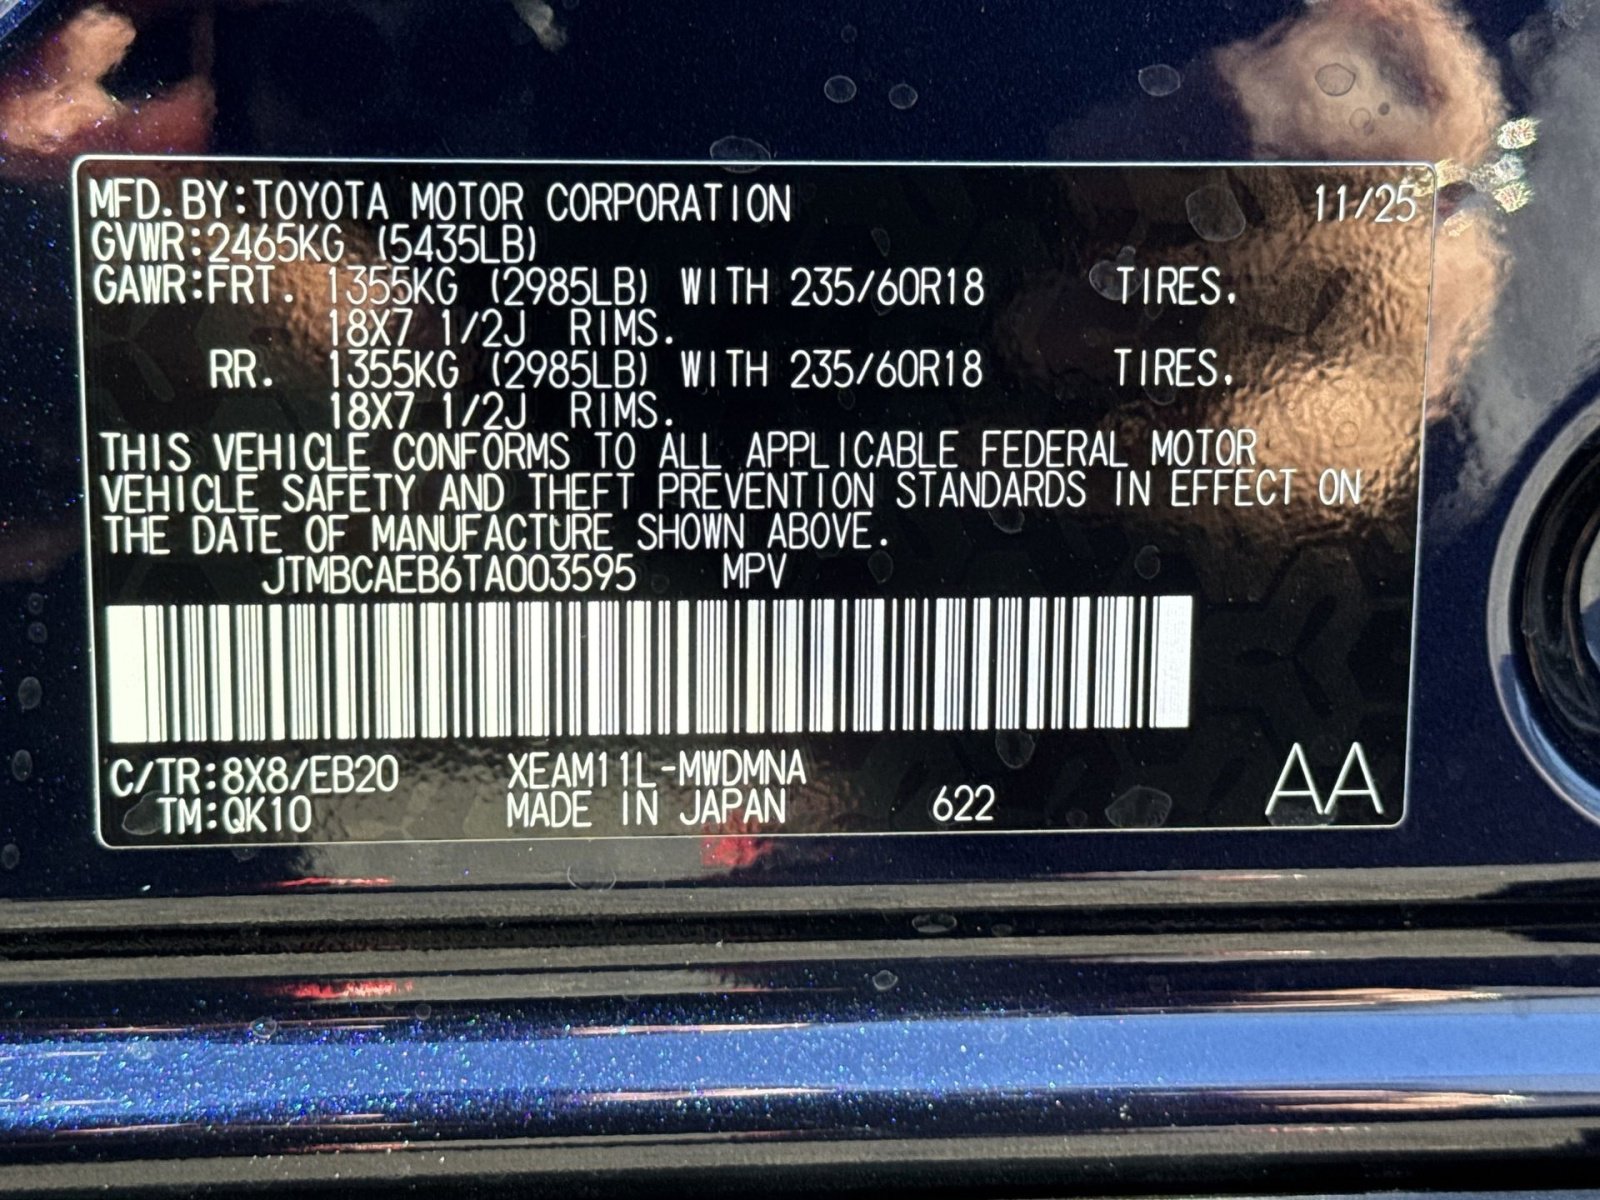 MFD.BY:TOYOTA MOTOR CORPORATION 11/25
GVWR:2465KG (5435LB)
GAWR:FRT. 1355KG (2985LB) WITH 235/60R18 TIRES.
18X7 1/2J RIMS.
RR. 1355KG (2985LB) WITH 235/60R18 TIRES.
18X7 1/2J RIMS.
THIS VEHICLE CONFORMS TO ALL APPLICABLE FEDERAL MOTOR
VEHICLE SAFETY AND THEFT PREVENTION STANDARDS IN EFFECT ON
THE DATE OF MANUFACTURE SHOWN ABOVE.
JTMBCAEB6TA003595 MPV
C/TR:8X8/EB20 XEAM11L-MWDMNA
TM:QK10 MADE IN JAPAN 622 AA